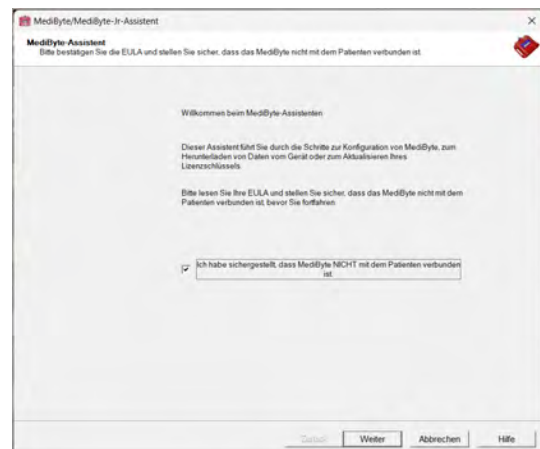 MediByte/MediByte-Jr-Assistent
MediByte-Assistent
Bitte bestätigen Sie die EULA und stellen Sie sicher, dass das MediByte nicht mit dem Patienten verbunden ist.
Willkommen beim MediByte-Assistenten
Dieser Assistent führt Sie durch die Schritte zur Konfiguration von MediByte, zum
Herunterladen von Daten vom Gerät oder zum Aktualisieren Ihres
Lizenzschlüssels.
Bitte lesen Sie Ihre EULA und stellen Sie sicher, dass das MediByte nicht mit dem
Patienten verbunden ist, bevor Sie fortfahren.
Ich habe sichergestellt, dass MediByte NICHT mit dem Patienten verbunden
ist.
Zurück Weiter Abbrechen Hilfe